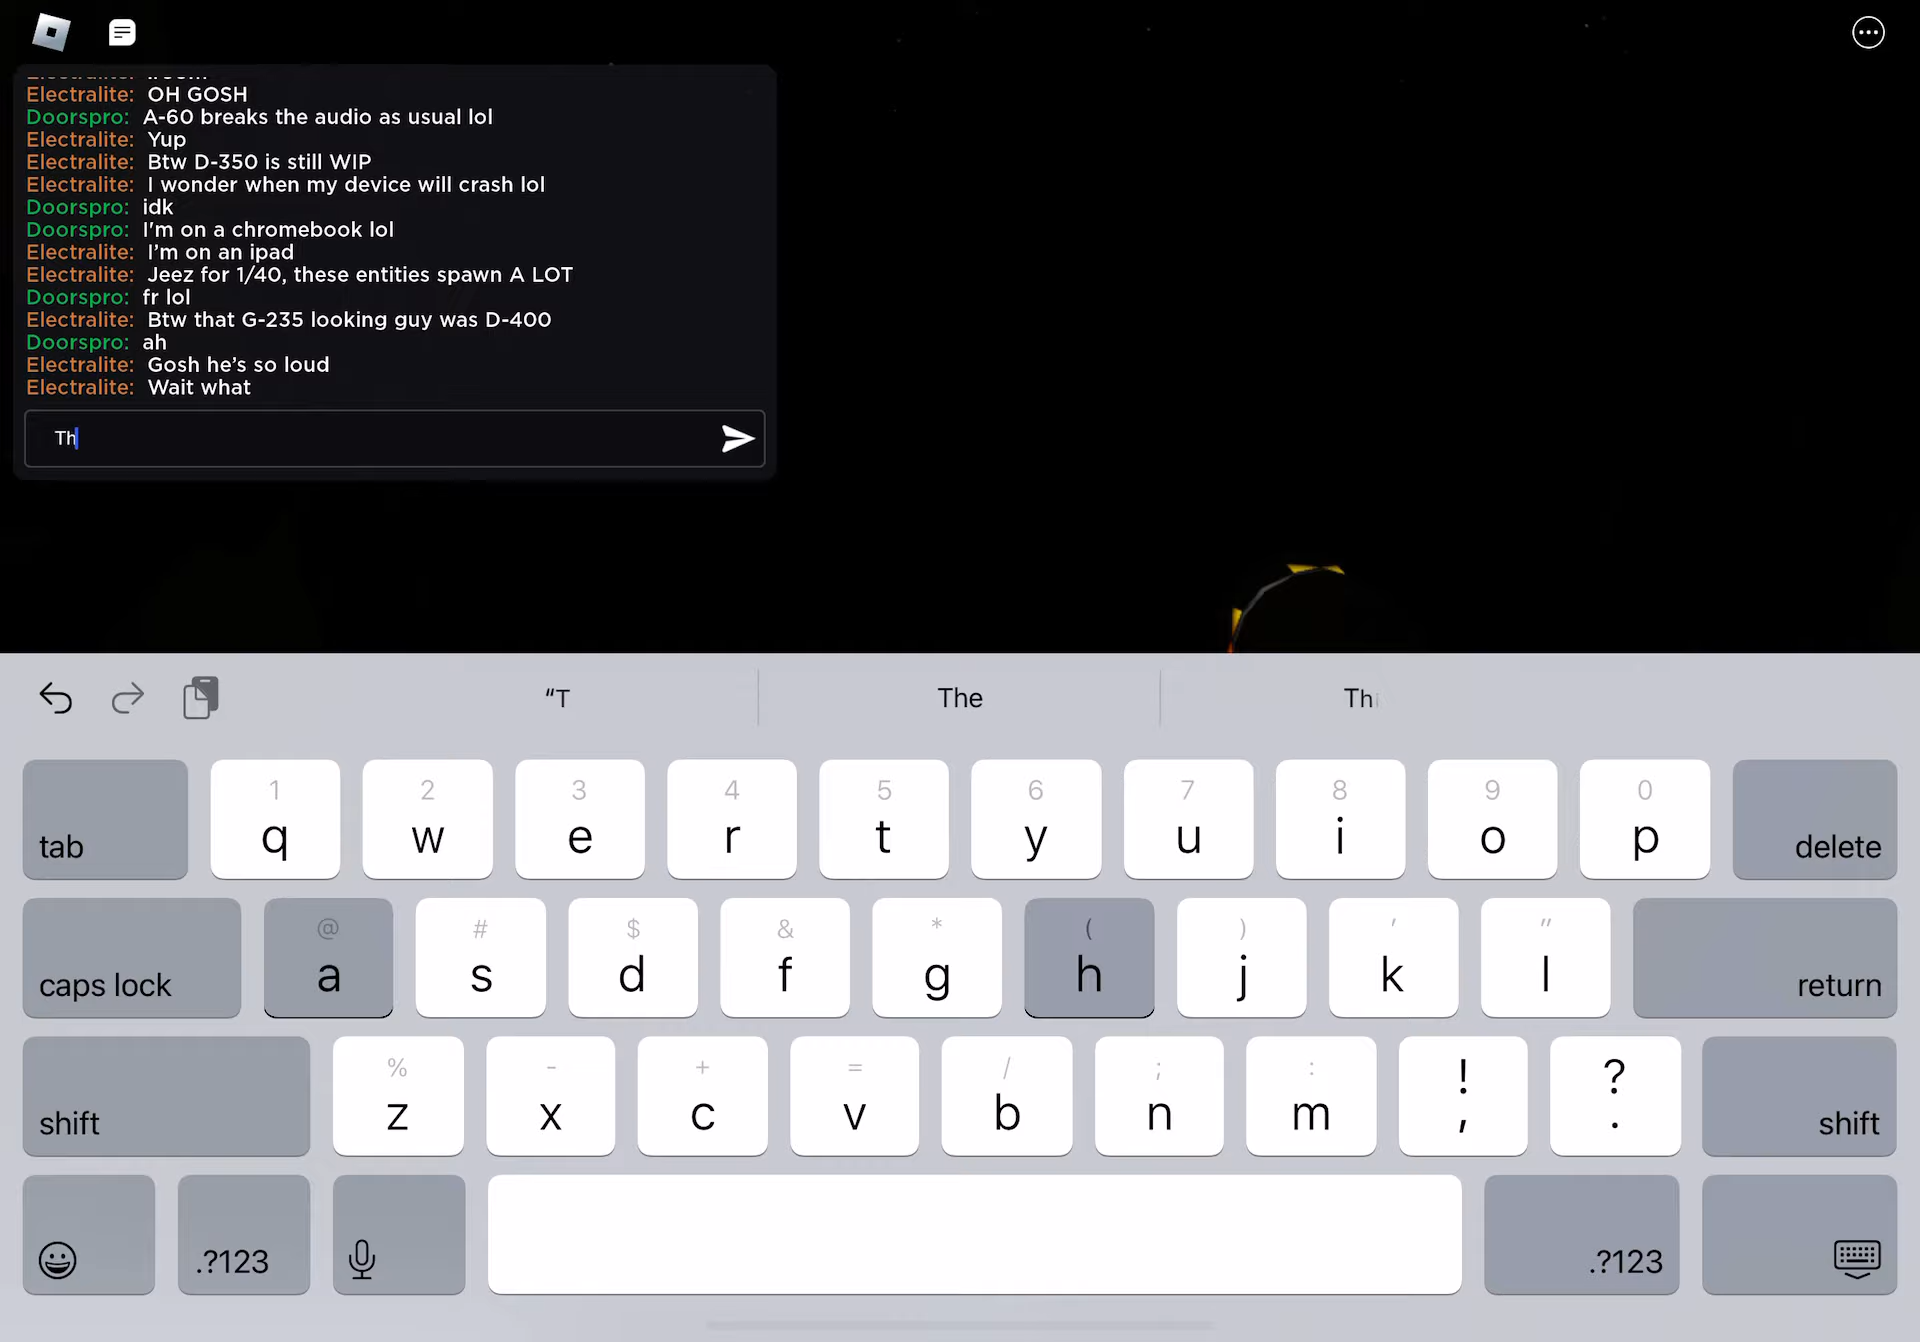 Electralite: OH GOSH
Doorspro: A-60 breaks the audio as usual lol
Electralite: Yup
Electralite: Btw D-350 is still WIP
Electralite: I wonder when my device will crash lol
Doorspro: idk
Doorspro: I'm on a chromebook lol
Electralite: I’m on an ipad
Electralite: Jeez for 1/40, these entities spawn A LOT
Doorspro: fr lol
Electralite: Btw that G-235 looking guy was D-400
Doorspro: ah
Electralite: Gosh he’s so loud
Electralite: Wait what
Th
“T The Thi
1 2 3 4 5 6 7 8 9 0
tab q w e r t y u i o p delete
@ # $ & * ( ) ' "
caps lock a s d f g h j k l return
% - + = / ; : ! ?
shift z x c v b n m , . shift
.?123 .?123